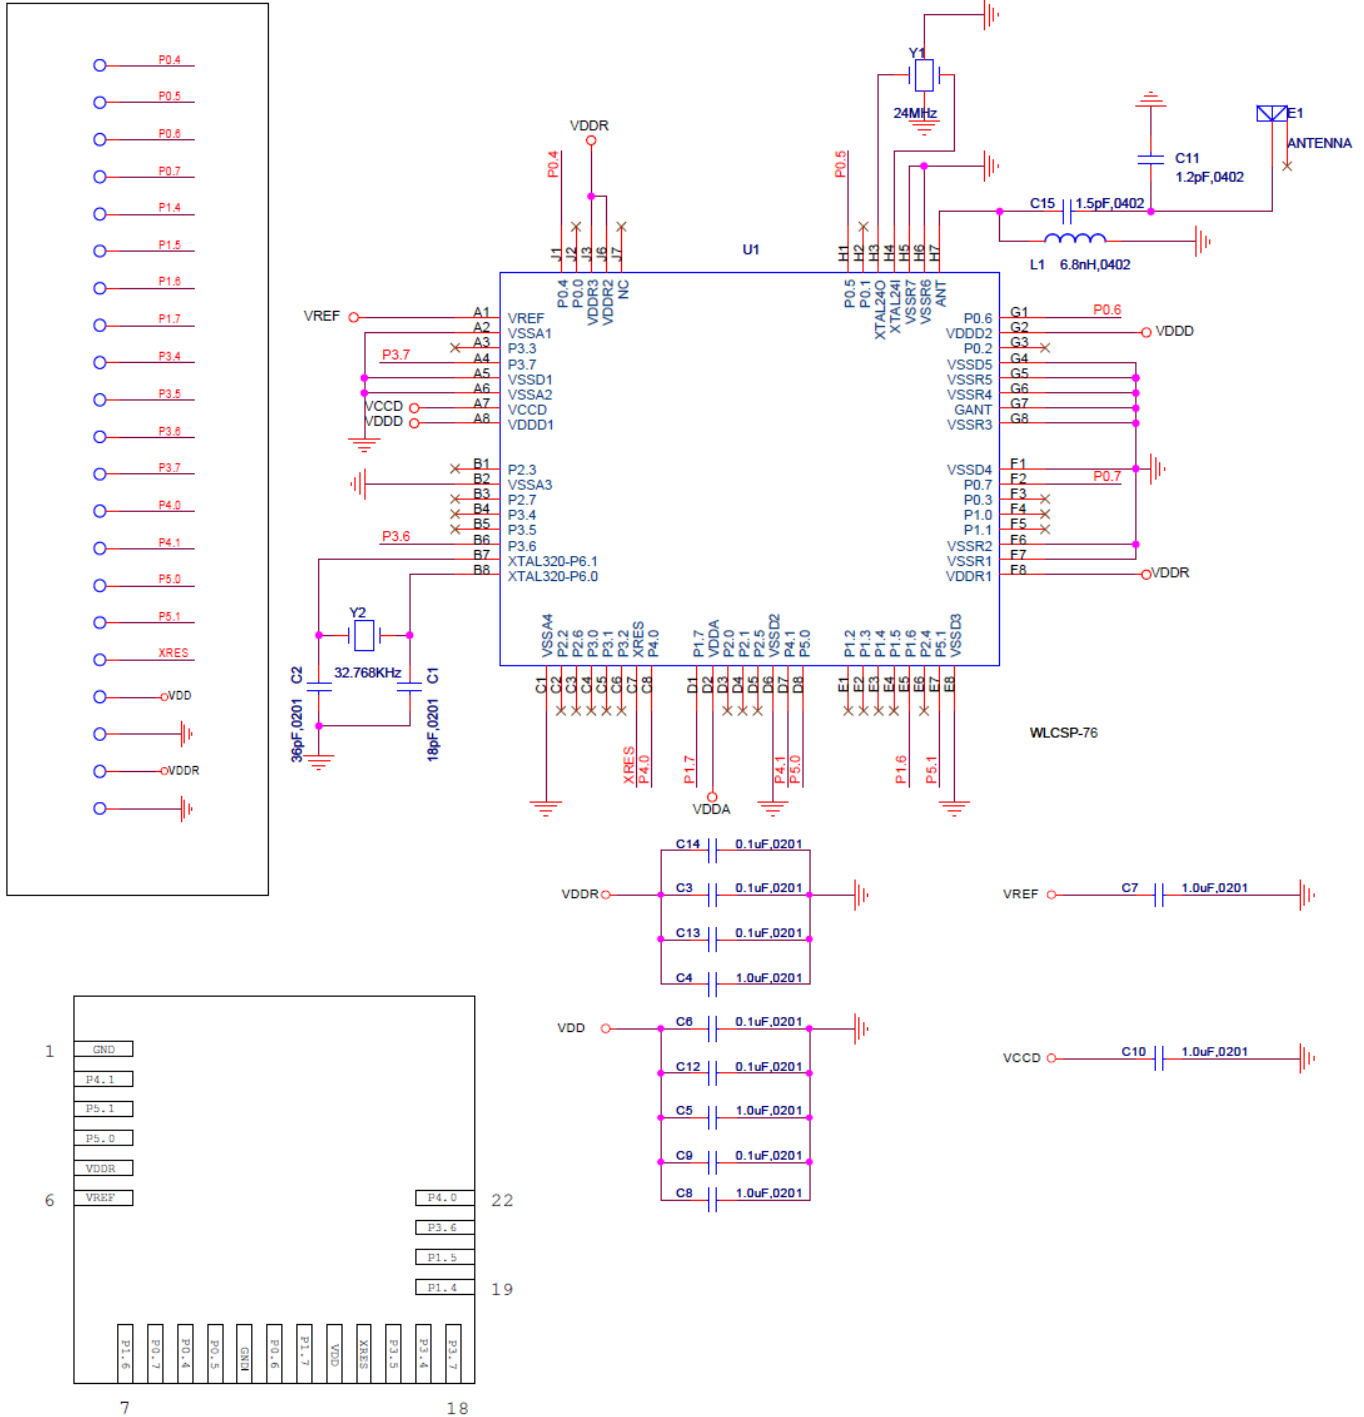 P0.4
P0.5
P0.6
P0.7
P1.4
P1.5
P1.6
P1.7
P3.4
P3.5
P3.6
P3.7
P4.0
P4.1
P5.0
P5.1
XRES
VDD
VDDR
Y1
24MHz
E1
ANTENNA
C11
1.2pF,0402
C15 1.5pF,0402
L1 6.8nH,0402
VDDR
P0.4
P0.5
U1
J1 J2 J3 J6 J7
P0.4 P0.0 VDDR3 VDDR2 NC
H1 H2 H3 H4 H5 H6 H7
P0.5 P0.1 XTAL24O XTAL24I VSSR7 VSSR6 ANT
VREF A1 VREF
A2 VSSA1
A3 P3.3
P3.7 A4 P3.7
A5 VSSD1
A6 VSSA2
VCCD A7 VCCD
VDDD A8 VDDD1
B1 P2.3
B2 VSSA3
B3 P2.7
B4 P3.4
B5 P3.5
P3.6 B6 P3.6
B7 XTAL320-P6.1
B8 XTAL320-P6.0
P0.6 G1 P0.6
VDDD2 G2 VDDD
P0.2 G3
VSSD5 G4
VSSR5 G5
VSSR4 G6
GANT G7
VSSR3 G8
VSSD4 F1
P0.7 F2 P0.7
P0.3 F3
P1.0 F4
P1.1 F5
VSSR2 F6
VSSR1 F7
VDDR1 F8 VDDR
VSSA4 P2.2 P2.6 P3.0 P3.1 P3.2 XRES P4.0
C1 C2 C3 C4 C5 C6 C7 C8
P1.7 VDDA P2.0 P2.1 P2.5 VSSD2 P4.1 P5.0
D1 D2 D3 D4 D5 D6 D7 D8
P1.2 P1.3 P1.4 P1.5 P1.6 P2.4 P5.1 VSSD3
E1 E2 E3 E4 E5 E6 E7 E8
Y2
32.768KHz
C2
36pF,0201
C1
18pF,0201
XRES
P4.0
P1.7
VDDA
P4.1
P5.0
P1.6
P5.1
WLCSP-76
C14 0.1uF,0201
VDDR C3 0.1uF,0201
C13 0.1uF,0201
C4 1.0uF,0201
VDD C6 0.1uF,0201
C12 0.1uF,0201
C5 1.0uF,0201
C9 0.1uF,0201
C8 1.0uF,0201
VREF C7 1.0uF,0201
VCCD C10 1.0uF,0201
1 GND
P4.1
P5.1
P5.0
VDDR
6 VREF
P4.0 22
P3.6
P1.5
P1.4 19
P1.6 P0.7 P0.4 P0.5 GND P0.6 P1.7 VDD XRES P3.5 P3.4 P3.7
7 18